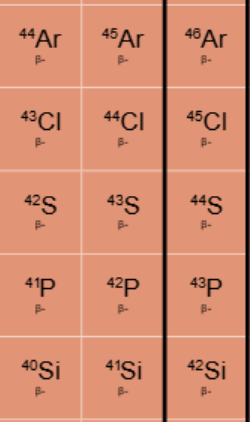 ⁴⁴Ar ⁴⁵Ar ⁴⁶Ar
β- β- β-
⁴³Cl ⁴⁴Cl ⁴⁵Cl
β- β- β-
⁴²S ⁴³S ⁴⁴S
β- β- β-
⁴¹P ⁴²P ⁴³P
β- β- β-
⁴⁰Si ⁴¹Si ⁴²Si
β- β- β-